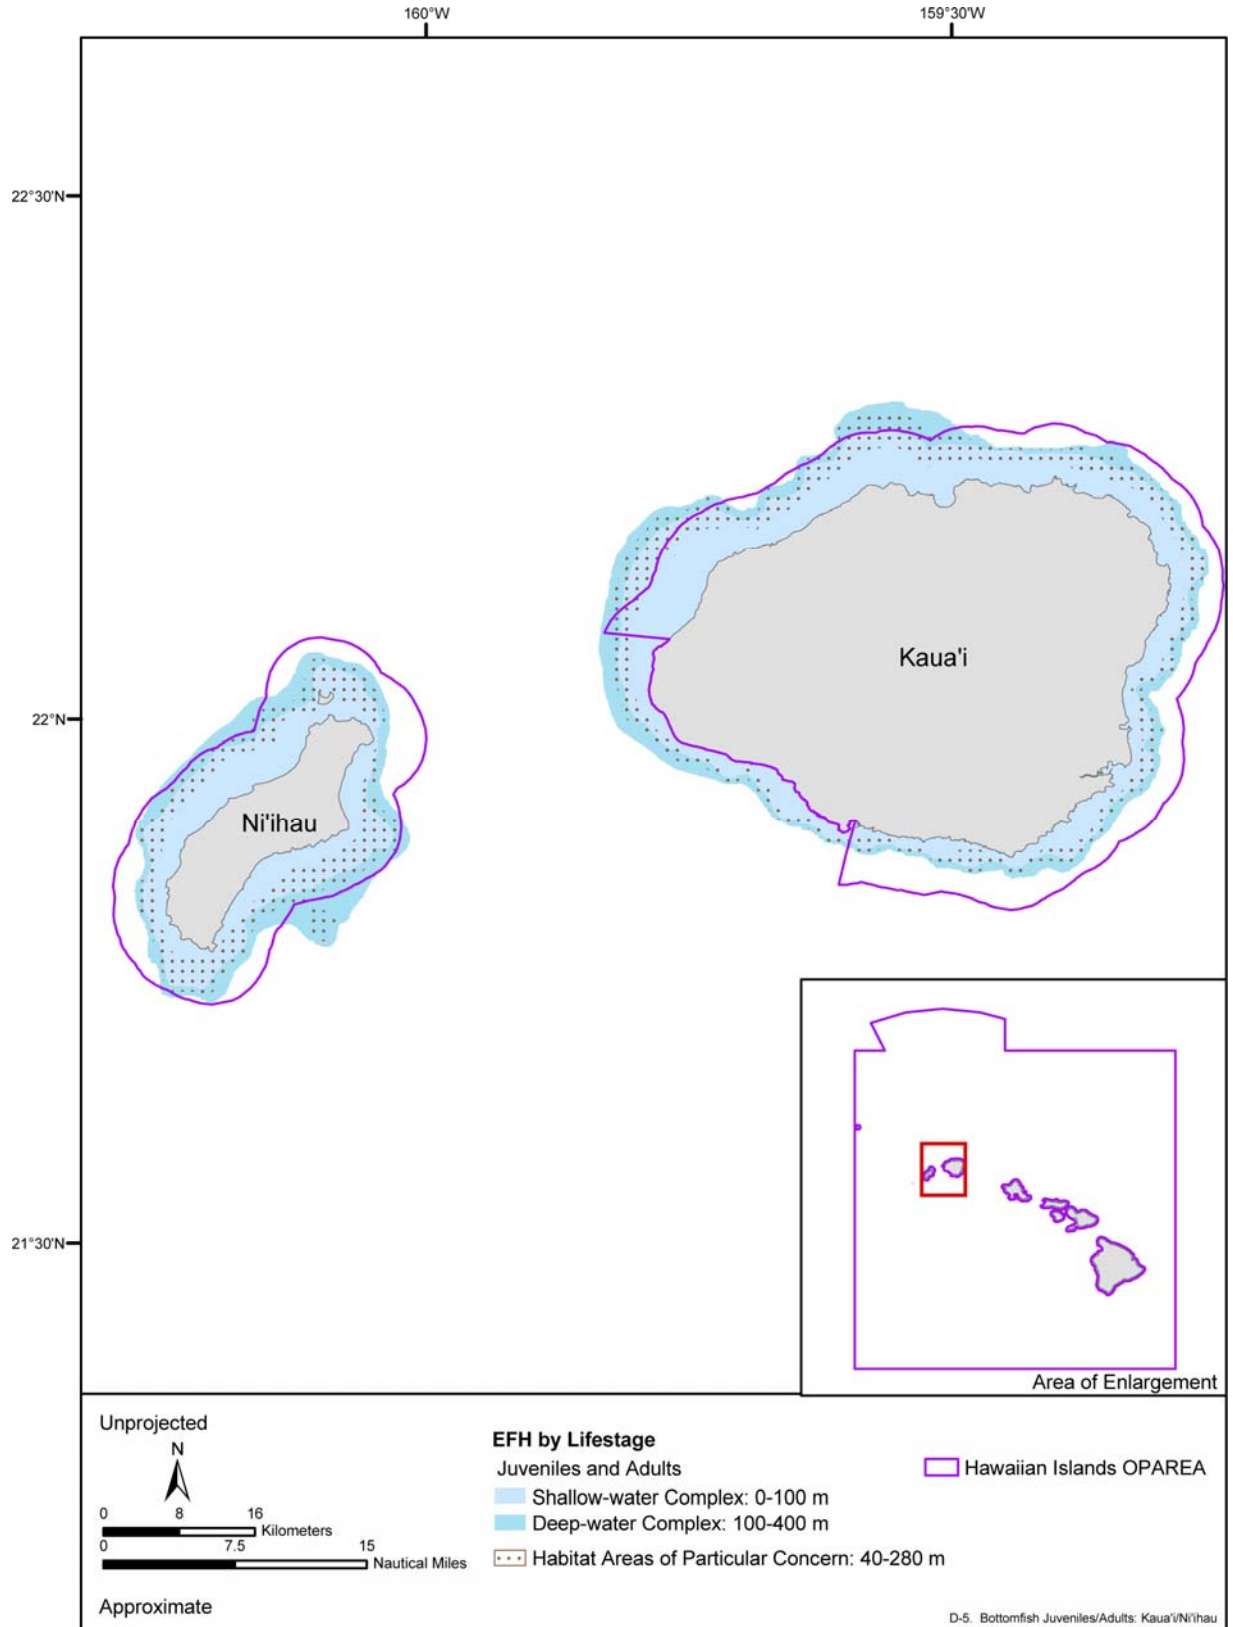 160°W
159°30'W
22°30'N
22°N
21°30'N
Kaua'i
Ni'ihau
Area of Enlargement
Unprojected
N
0 8 16
Kilometers
0 7.5 15
Nautical Miles
Approximate
EFH by Lifestage
Juveniles and Adults
Shallow-water Complex: 0-100 m
Deep-water Complex: 100-400 m
Habitat Areas of Particular Concern: 40-280 m
Hawaiian Islands OPAREA
D-5. Bottomfish Juveniles/Adults: Kaua'i/Ni'ihau